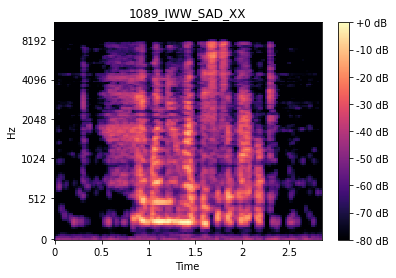 1089_IWW_SAD_XX
+0 dB
8192
-10 dB
4096
-20 dB
-30 dB
2048
Hz
-40 dB
1024
-50 dB
512
-60 dB
-70 dB
0
-80 dB
0 0.5 1 1.5 2 2.5
Time